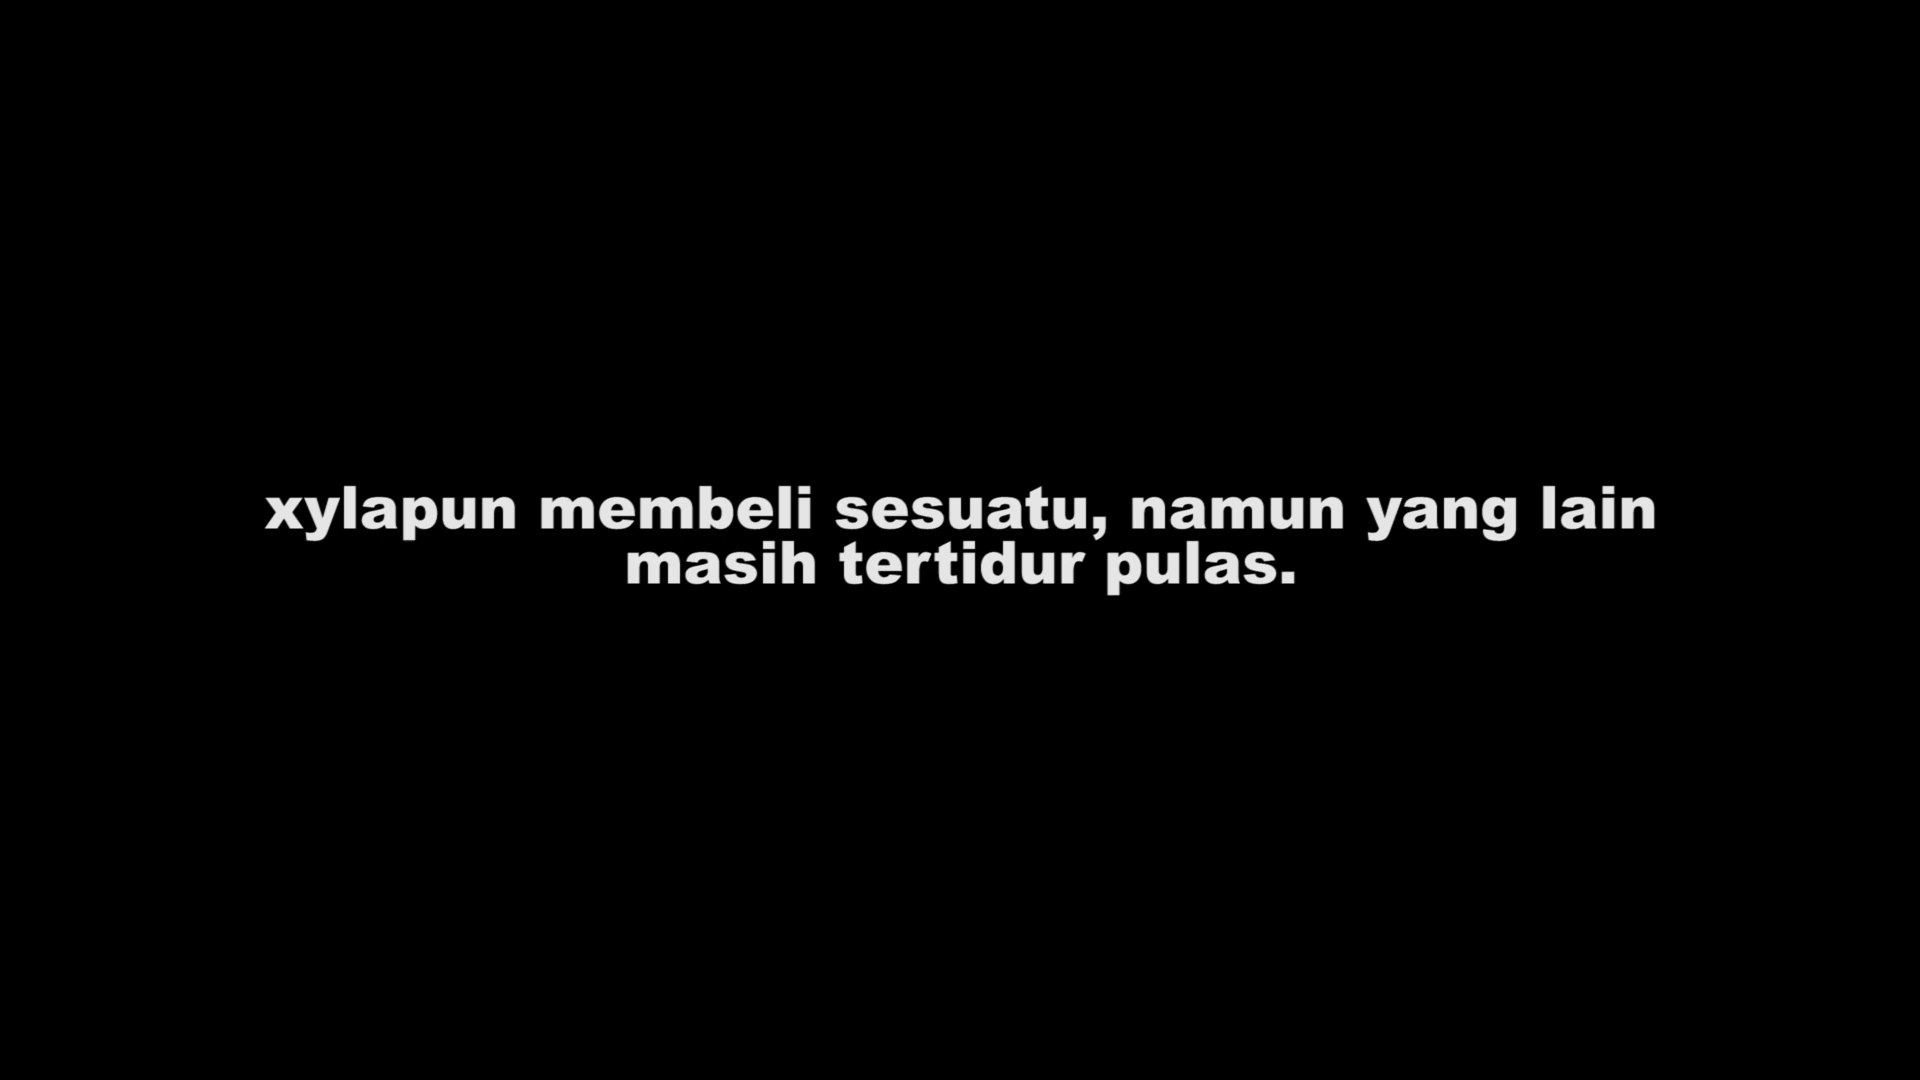 xylapun membeli sesuatu, namun yang lain
masih tertidur pulas.